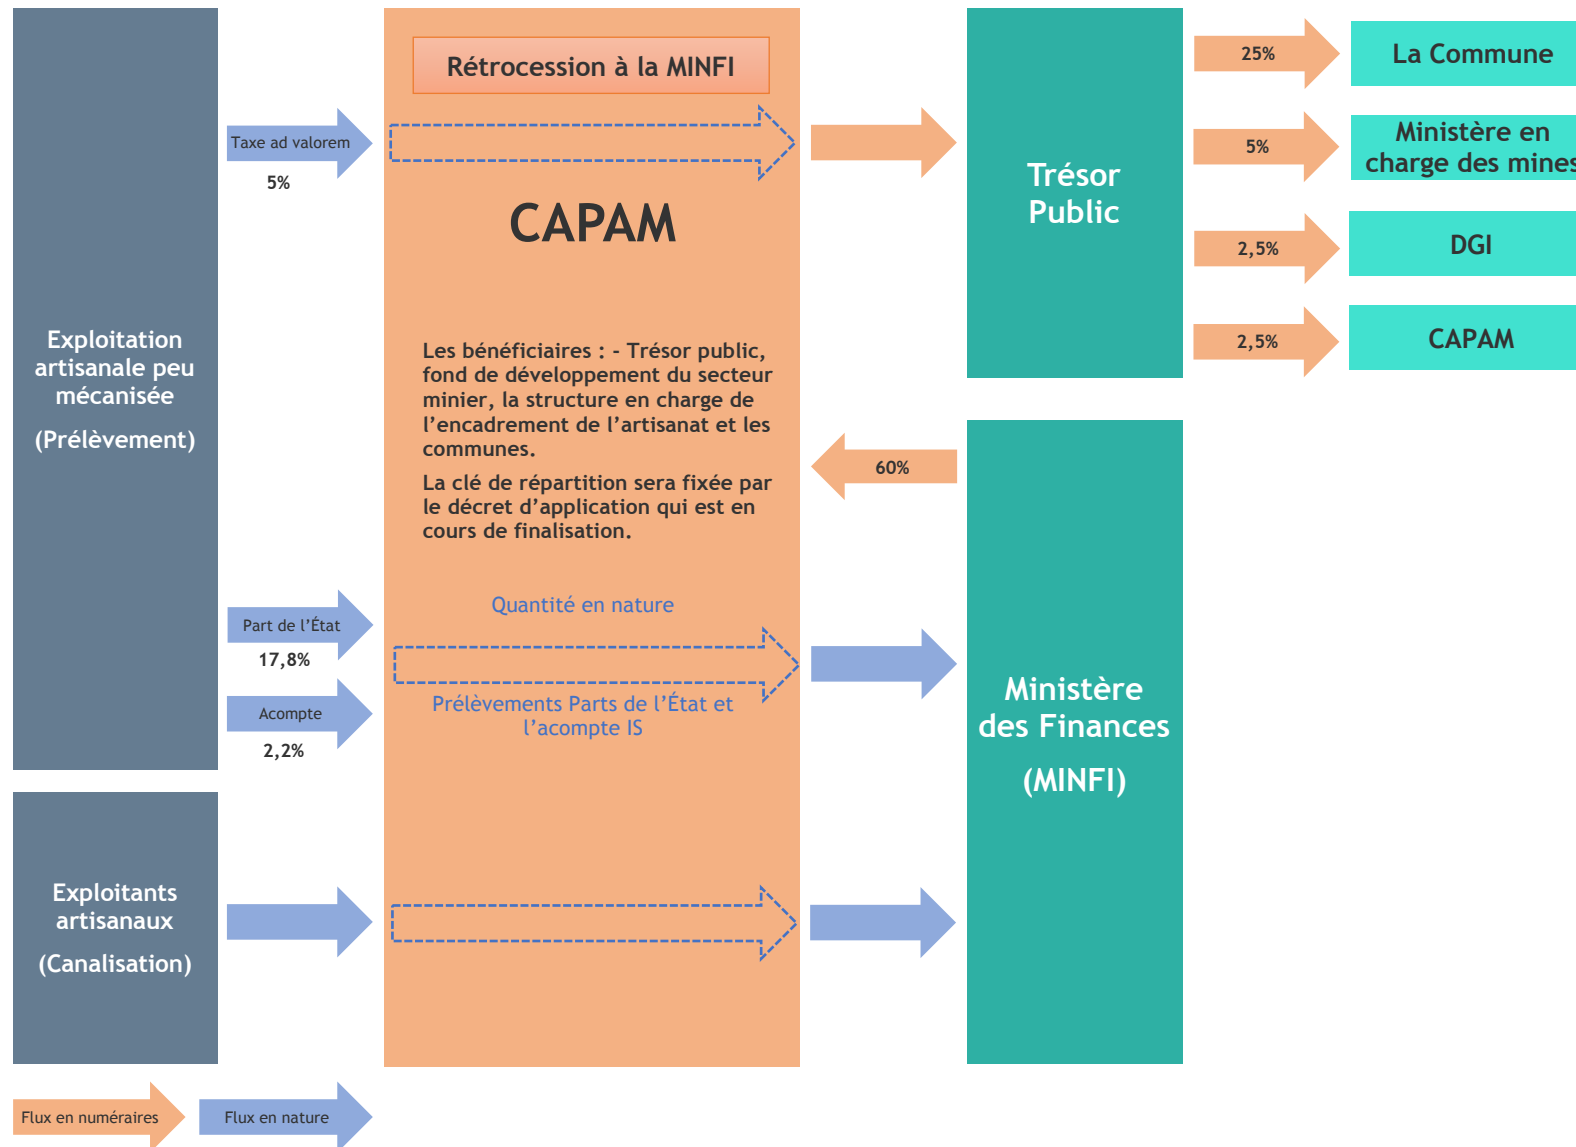 Exploitation
artisanale peu
mécanisée
(Prélèvement)
Exploitants
artisanaux
(Canalisation)
Taxe ad valorem
5%
Part de l’État
17,8%
Acompte
2,2%
Rétrocession à la MINFI
CAPAM
Les bénéficiaires : - Trésor public,
fond de développement du secteur
minier, la structure en charge de
l’encadrement de l’artisanat et les
communes.
La clé de répartition sera fixée par
le décret d’application qui est en
cours de finalisation.
Quantité en nature
Prélèvements Parts de l’État et
l’acompte IS
60%
Trésor
Public
Ministère
des Finances
(MINFI)
25%
La Commune
5%
Ministère en
charge des mines
2,5%
DGI
2,5%
CAPAM
Flux en numéraires
Flux en nature